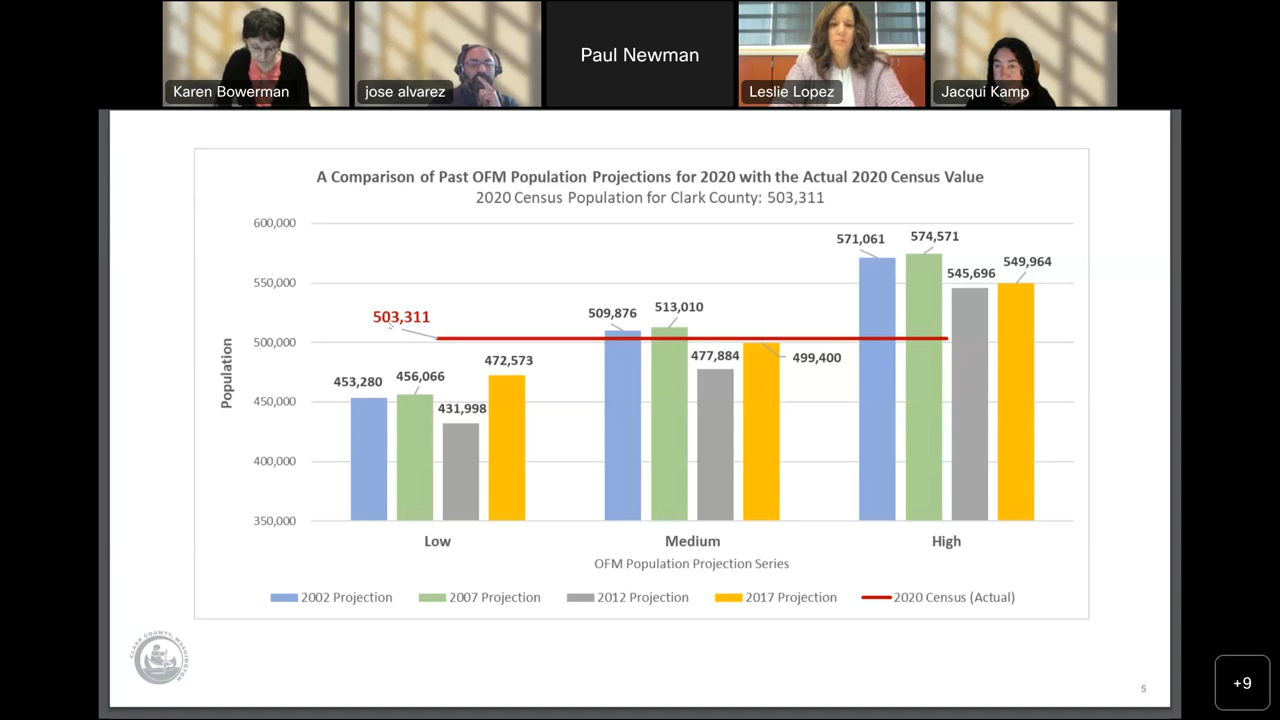 Karen Bowerman
jose alvarez
Paul Newman
Leslie Lopez
Jacqui Kamp
A Comparison of Past OFM Population Projections for 2020 with the Actual 2020 Census Value
2020 Census Population for Clark County: 503,311
600,000
550,000
500,000
450,000
400,000
350,000
Population
503,311
453,280
456,066
431,998
472,573
509,876
513,010
477,884
499,400
571,061
574,571
545,696
549,964
Low
Medium
High
OFM Population Projection Series
2002 Projection
2007 Projection
2012 Projection
2017 Projection
2020 Census (Actual)
CLARK COUNTY, WASHINGTON
5
+9